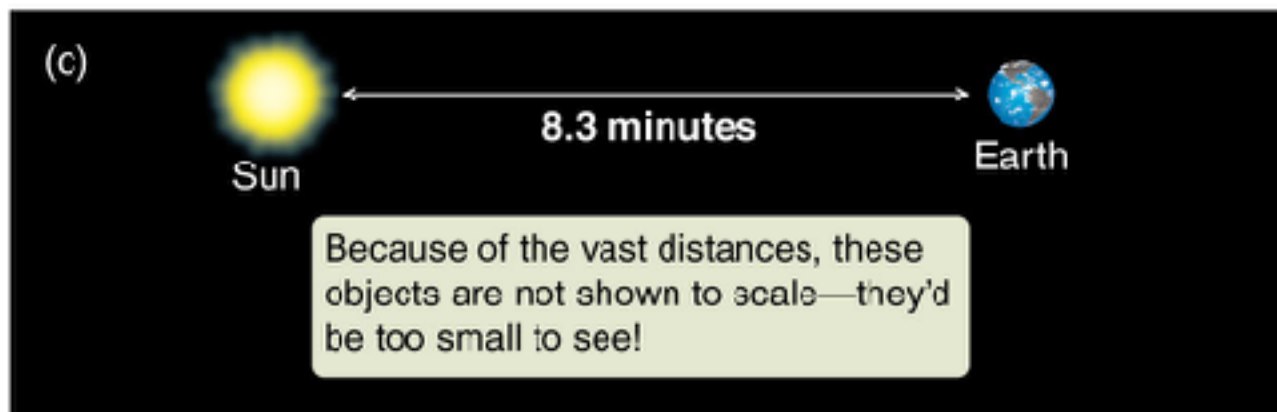 (c)
8.3 minutes
Sun
Earth
Because of the vast distances, these
objects are not shown to scale—they'd
be too small to see!